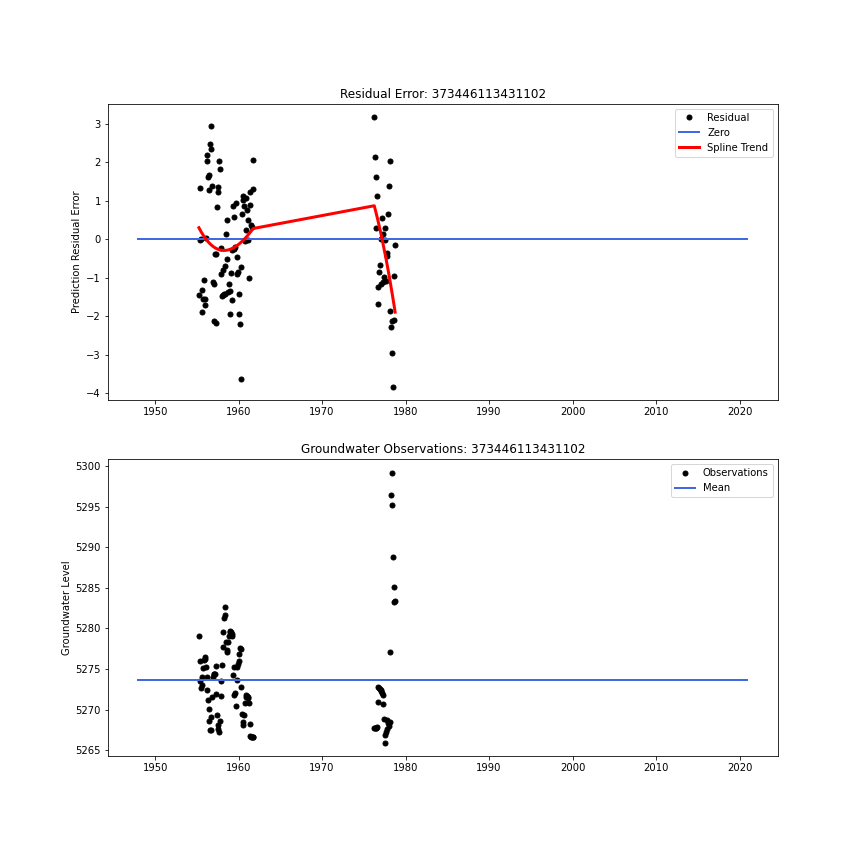 Residual Error: 373446113431102
Prediction Residual Error
3
2
1
0
−1
−2
−3
−4
Residual
Zero
Spline Trend
1950 1960 1970 1980 1990 2000 2010 2020
Groundwater Observations: 373446113431102
Groundwater Level
5300
5295
5290
5285
5280
5275
5270
5265
Observations
Mean
1950 1960 1970 1980 1990 2000 2010 2020